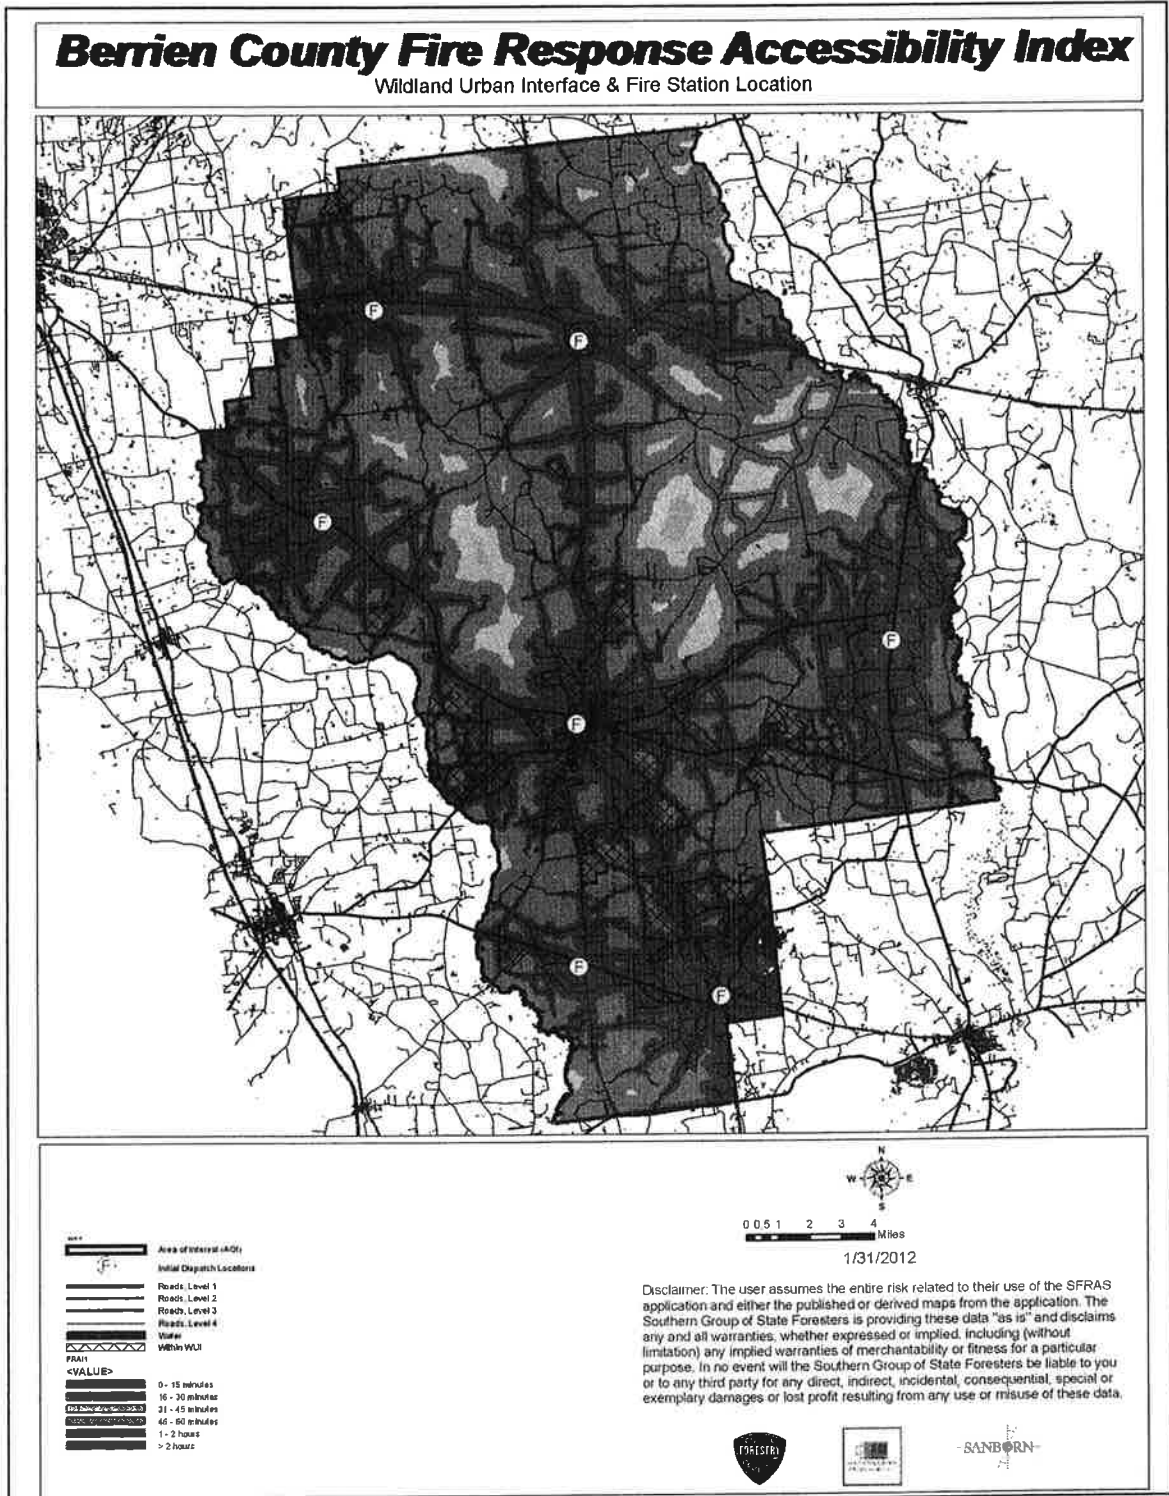 Berrien County Fire Response Accessibility Index
Wildland Urban Interface & Fire Station Location
F
F
F
F
F
F
F
N
W E
S
0 0.5 1 2 3 4
Miles
1/31/2012
Area of Interest (AOI)
F
Initial Dispatch Locations
Roads, Level 1
Roads, Level 2
Roads, Level 3
Roads, Level 4
Water
Within WUI
FRAI1
<VALUE>
0 - 15 minutes
16 - 30 minutes
31 - 45 minutes
46 - 60 minutes
1 - 2 hours
> 2 hours
Disclaimer: The user assumes the entire risk related to their use of the SFRAS
application and either the published or derived maps from the application. The
Southern Group of State Foresters is providing these data "as is" and disclaims
any and all warranties, whether expressed or implied, including (without
limitation) any implied warranties of merchantability or fitness for a particular
purpose. In no event will the Southern Group of State Foresters be liable to you
or to any third party for any direct, indirect, incidental, consequential, special or
exemplary damages or lost profit resulting from any use or misuse of these data.
FORESTRY
SANBORN